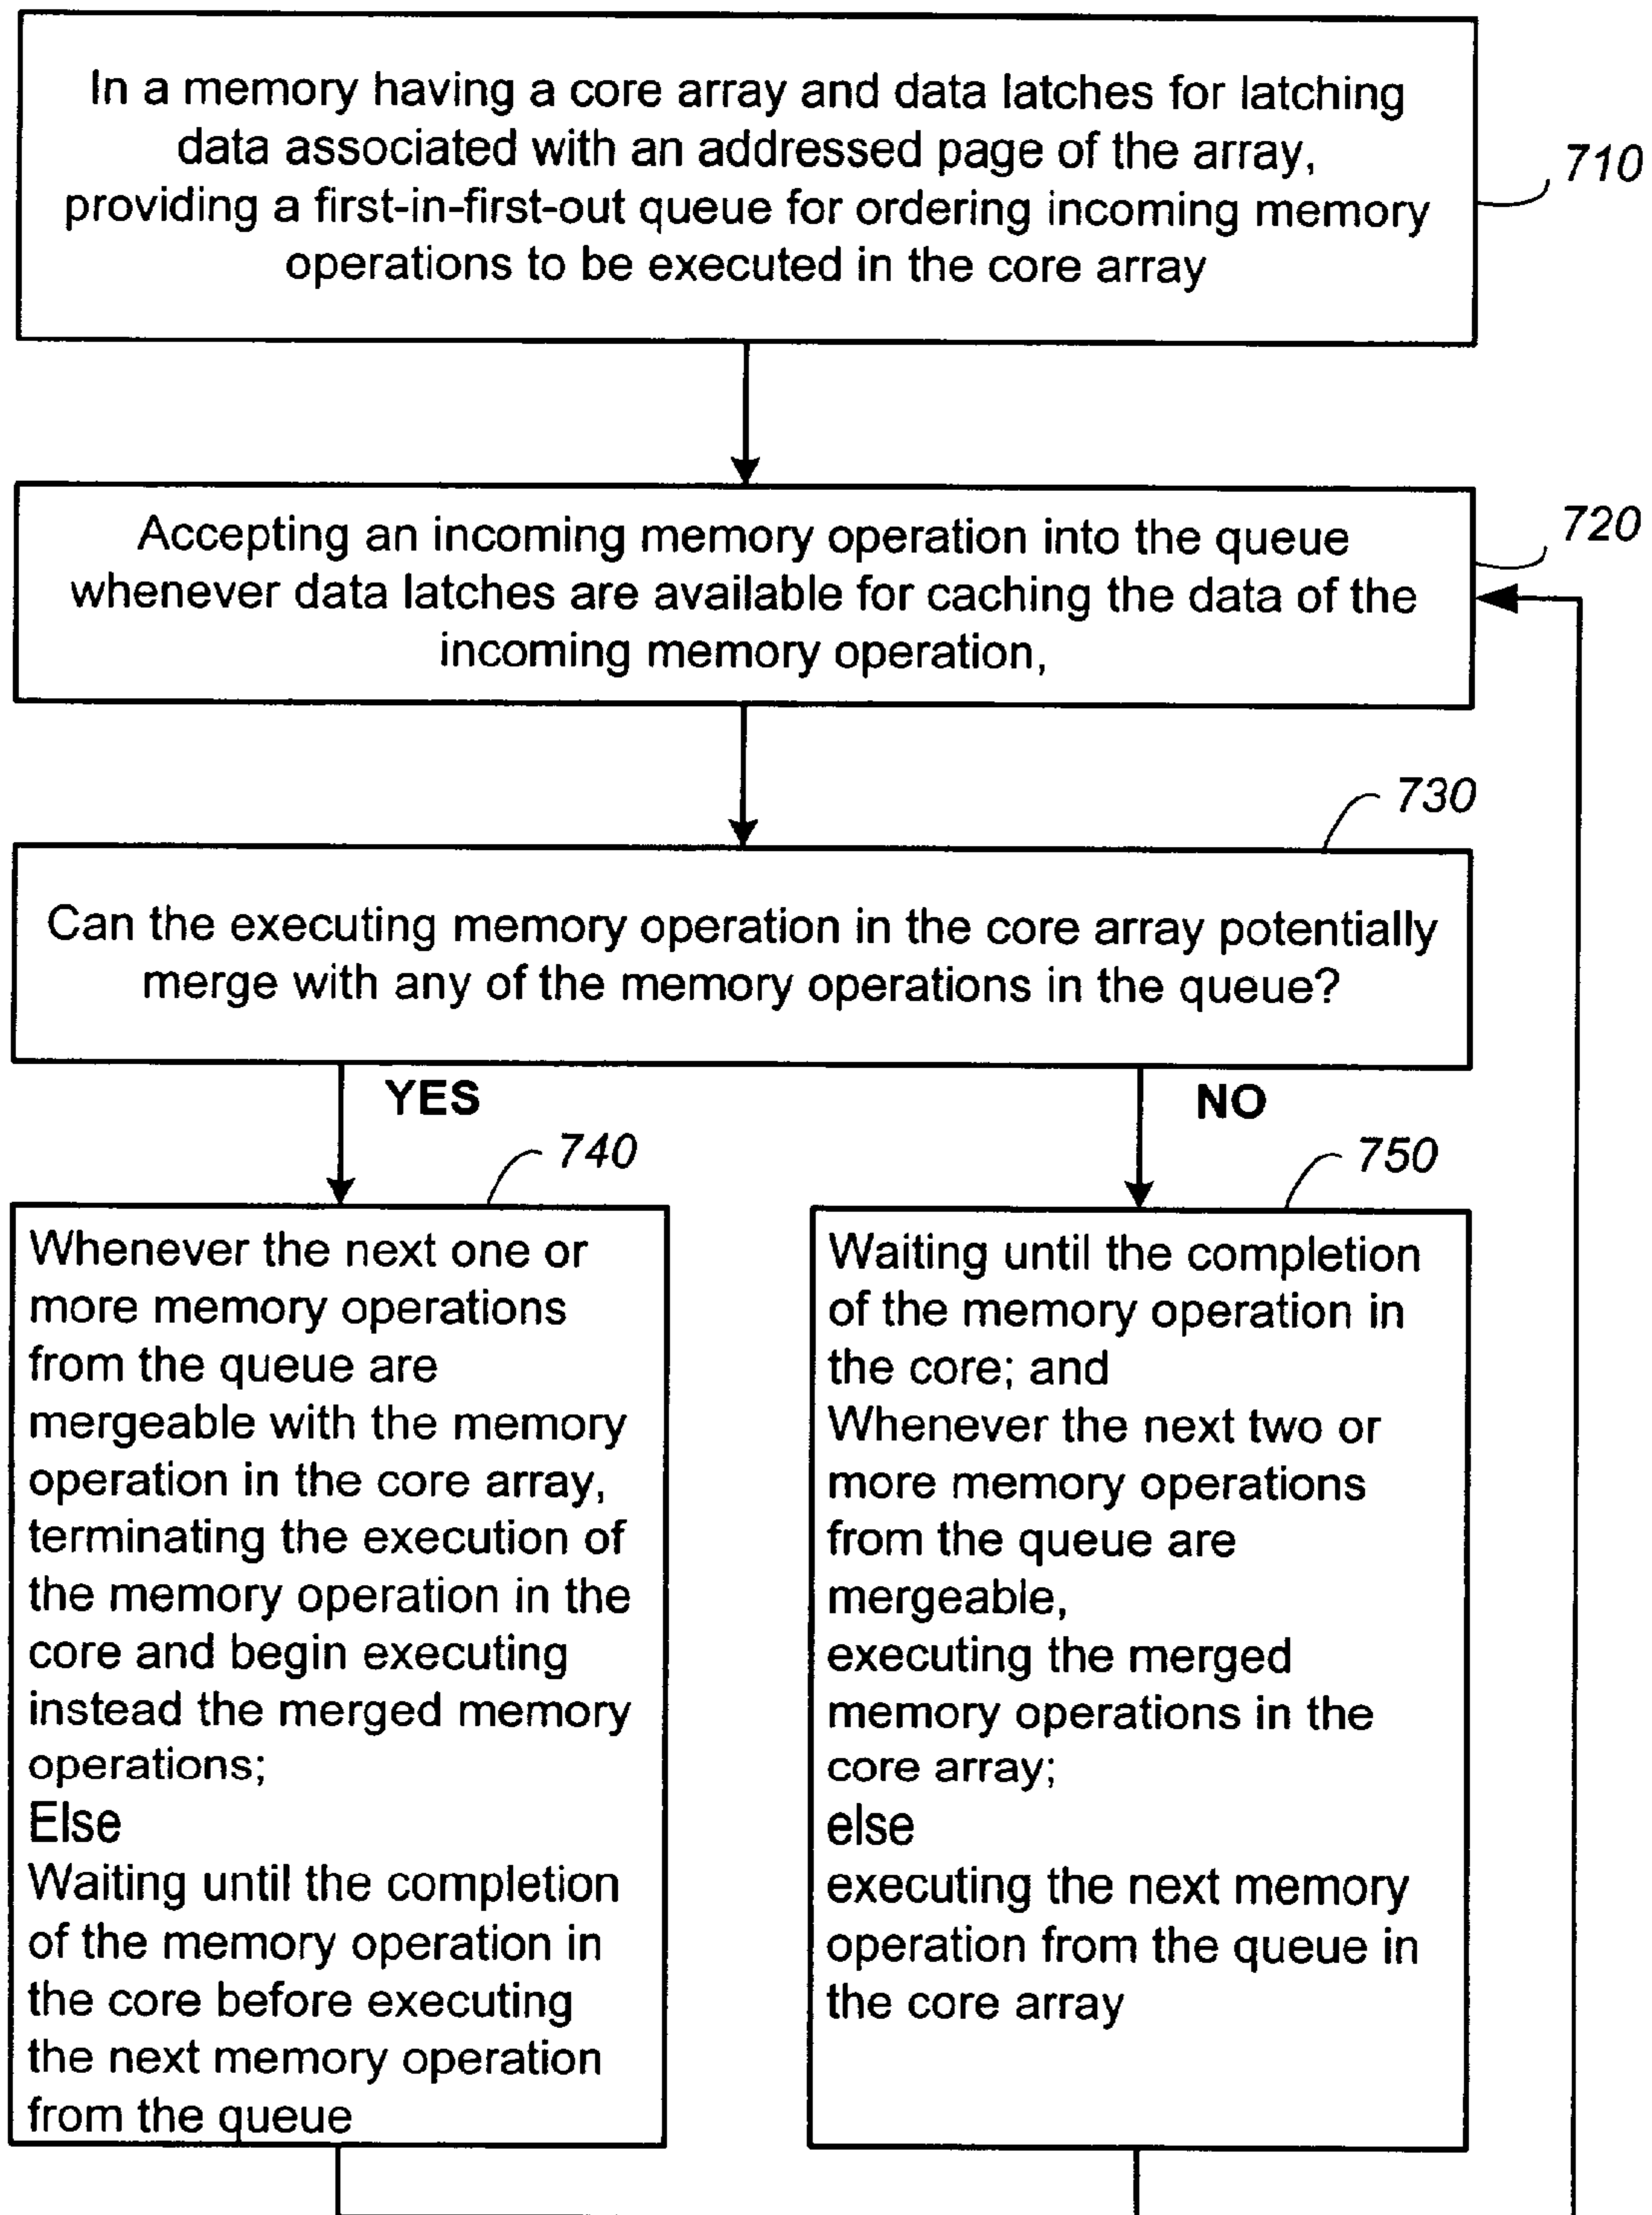 In a memory having a core array and data latches for latching
data associated with an addressed page of the array,
providing a first-in-first-out queue for ordering incoming memory
operations to be executed in the core array
710
Accepting an incoming memory operation into the queue
whenever data latches are available for caching the data of the
incoming memory operation,
720
730
Can the executing memory operation in the core array potentially
merge with any of the memory operations in the queue?
YES
NO
740
750
Whenever the next one or
more memory operations
from the queue are
mergeable with the memory
operation in the core array,
terminating the execution of
the memory operation in the
core and begin executing
instead the merged memory
operations;
Else
Waiting until the completion
of the memory operation in
the core before executing
the next memory operation
from the queue
Waiting until the completion
of the memory operation in
the core; and
Whenever the next two or
more memory operations
from the queue are
mergeable,
executing the merged
memory operations in the
core array;
else
executing the next memory
operation from the queue in
the core array